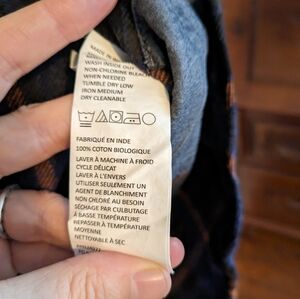 MADE IN
WASH INSIDE OUT
NON-CHLORINE BLEACH
WHEN NEEDED
TUMBLE DRY LOW
IRON MEDIUM
DRY CLEANABLE
FABRIQUÉ EN INDE
100% COTON BIOLOGIQUE
LAVER À MACHINE À FROID
CYCLE DÉLICAT
LAVER À L'ENVERS
UTILISER SEULEMENT UN
AGENT DE BLANCHIMENT
NON CHLORÉ AU BESOIN
SÉCHAGE PAR CULBUTAGE
À BASSE TEMPÉRATURE
REPASSER À TEMPÉRATURE
MOYENNE
NETTOYABLE À SEC